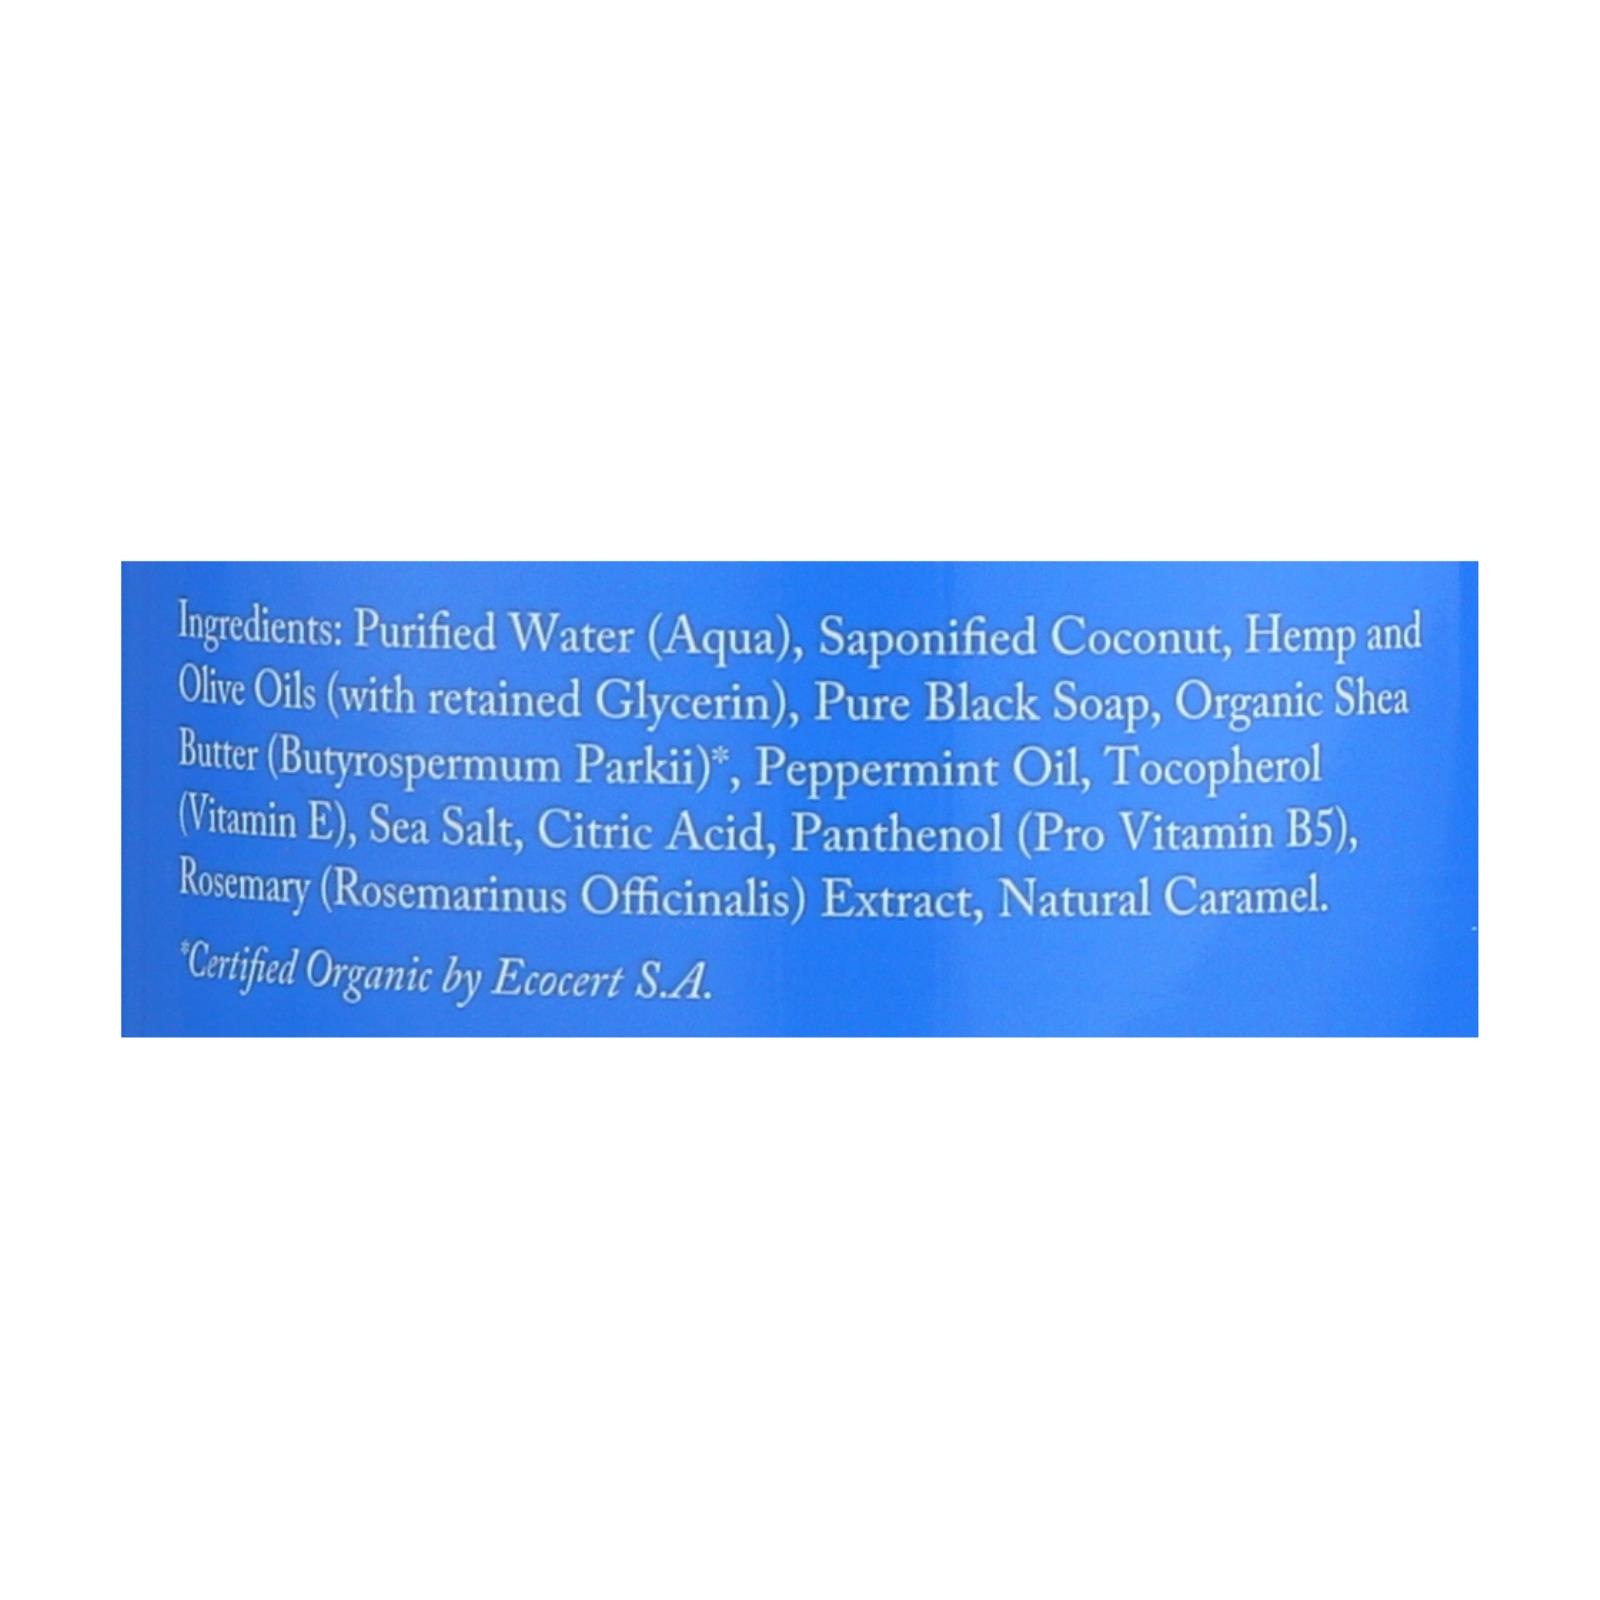 Ingredients: Purified Water (Aqua), Saponified Coconut, Hemp and
Olive Oils (with retained Glycerin), Pure Black Soap, Organic Shea
Butter (Butyrospermum Parkii)*, Peppermint Oil, Tocopherol
(Vitamin E), Sea Salt, Citric Acid, Panthenol (Pro Vitamin B5),
Rosemary (Rosemarinus Officinalis) Extract, Natural Caramel.
*Certified Organic by Ecocert S.A.